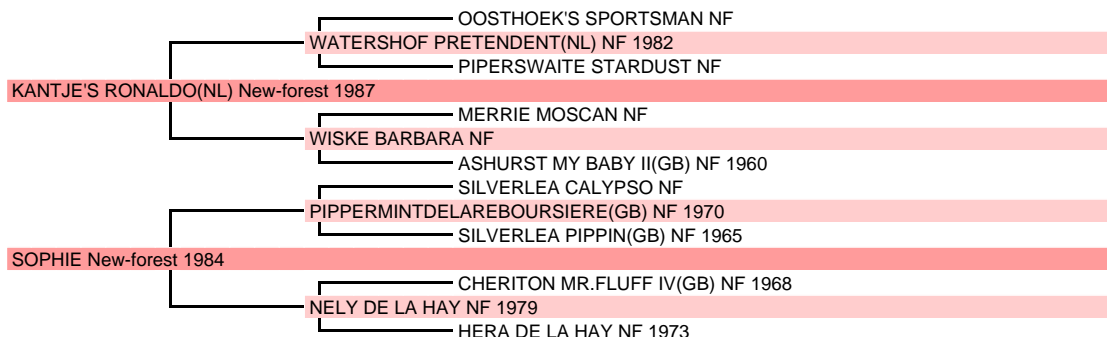 OOSTHOEK'S SPORTSMAN NF
WATERSHOF PRETENDENT(NL) NF 1982
PIPERSWAITE STARDUST NF
KANTJE'S RONALDO(NL) New-forest 1987
MERRIE MOSCAN NF
WISKE BARBARA NF
ASHURST MY BABY II(GB) NF 1960
SILVERLEA CALYPSO NF
PIPPERMINTDELAREBOURSIERE(GB) NF 1970
SILVERLEA PIPPIN(GB) NF 1965
SOPHIE New-forest 1984
CHERITON MR.FLUFF IV(GB) NF 1968
NELY DE LA HAY NF 1979
HERA DE LA HAY NF 1973